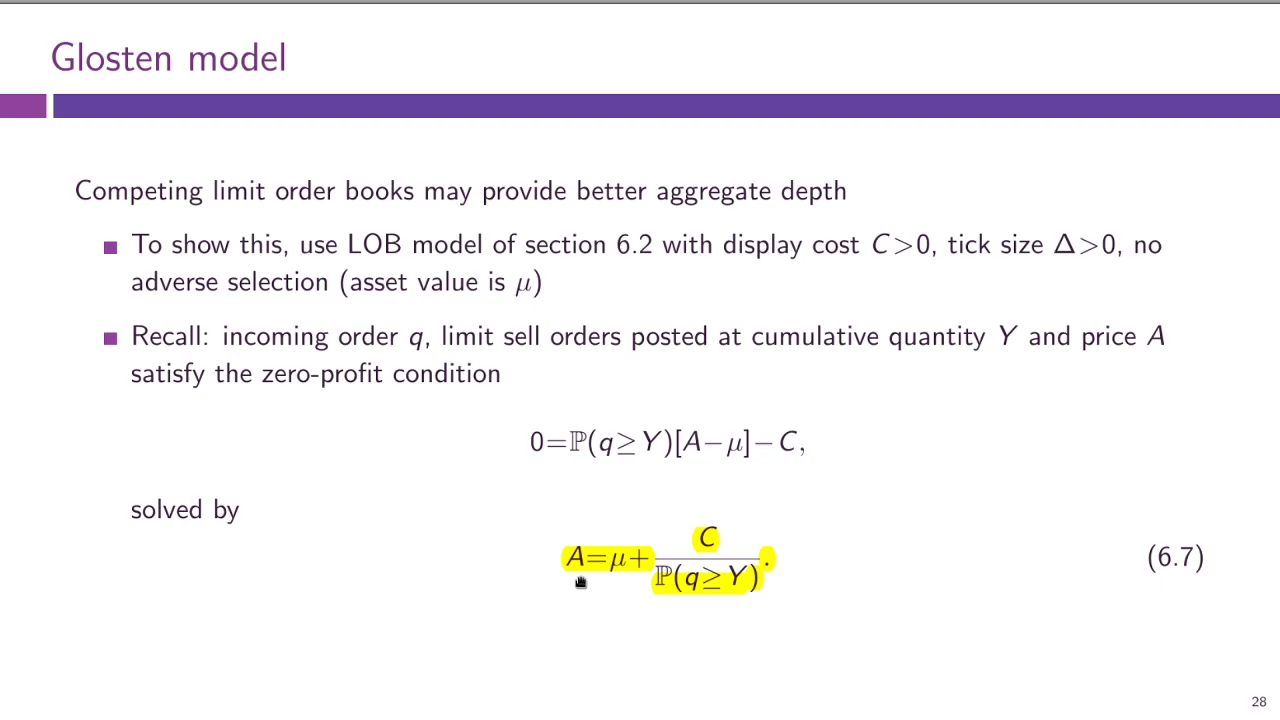 Glosten model
Competing limit order books may provide better aggregate depth
To show this, use LOB model of section 6.2 with display cost C>0, tick size Δ>0, no
adverse selection (asset value is μ)
Recall: incoming order q, limit sell orders posted at cumulative quantity Y and price A
satisfy the zero-profit condition
0=ℙ(q≥Y)[A−μ]−C,
solved by
A=μ+ C / ℙ(q≥Y) . (6.7)
28